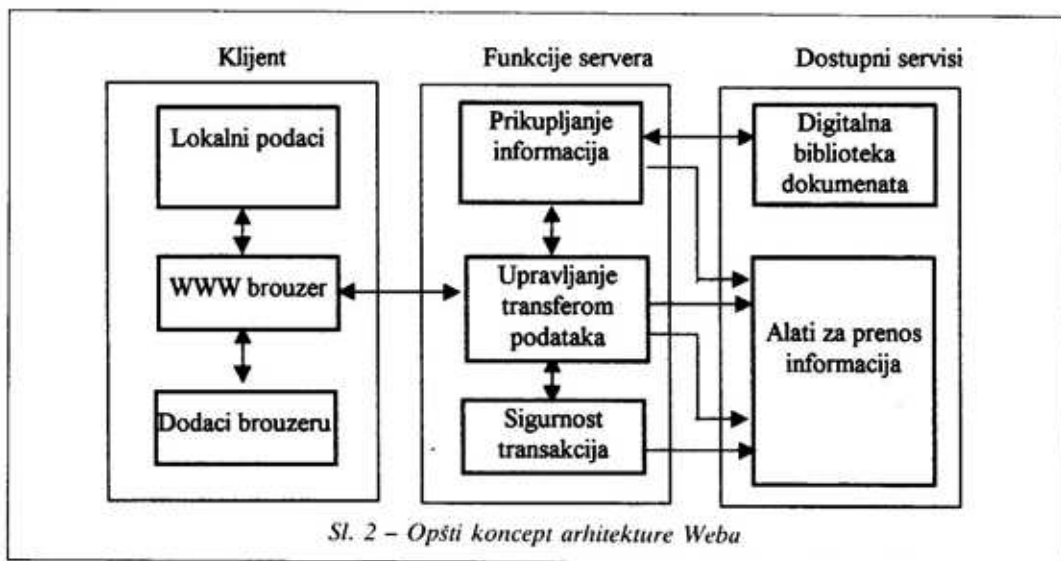 Klijent
Funkcije servera
Dostupni servisi
Lokalni podaci
WWW brouzer
Dodaci brouzeru
Prikupljanje
informacija
Upravljanje
transferom
podataka
Sigurnost
transakcija
Digitalna
biblioteka
dokumenata
Alati za prenos
informacija
Sl. 2 – Opšti koncept arhitekture Weba